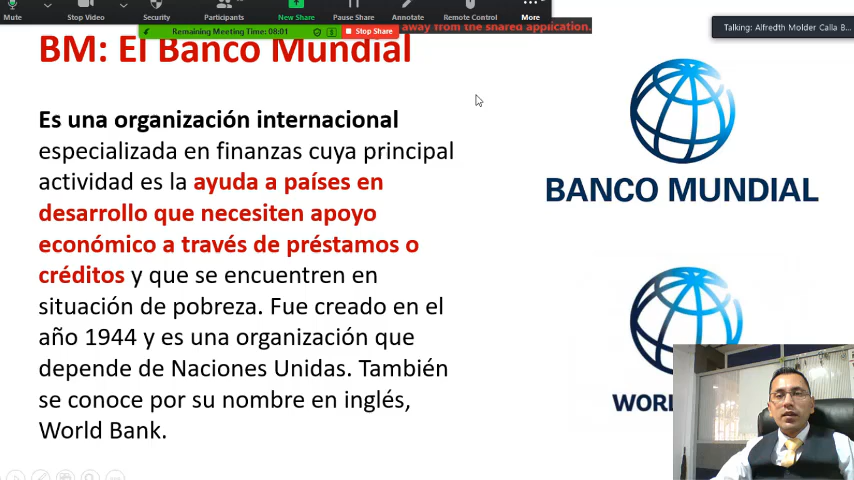 Mute
Stop Video
Security
Participants
New Share
Pause Share
Annotate
Remote Control
More
away from the shared application.
Talking: Alfredth Molder Calla B...
Remaining Meeting Time: 08:01
Stop Share
BM: El Banco Mundial
Es una organización internacional
especializada en finanzas cuya principal
actividad es la ayuda a países en
desarrollo que necesiten apoyo
económico a través de préstamos o
créditos y que se encuentren en
situación de pobreza. Fue creado en el
año 1944 y es una organización que
depende de Naciones Unidas. También
se conoce por su nombre en inglés,
World Bank.
BANCO MUNDIAL